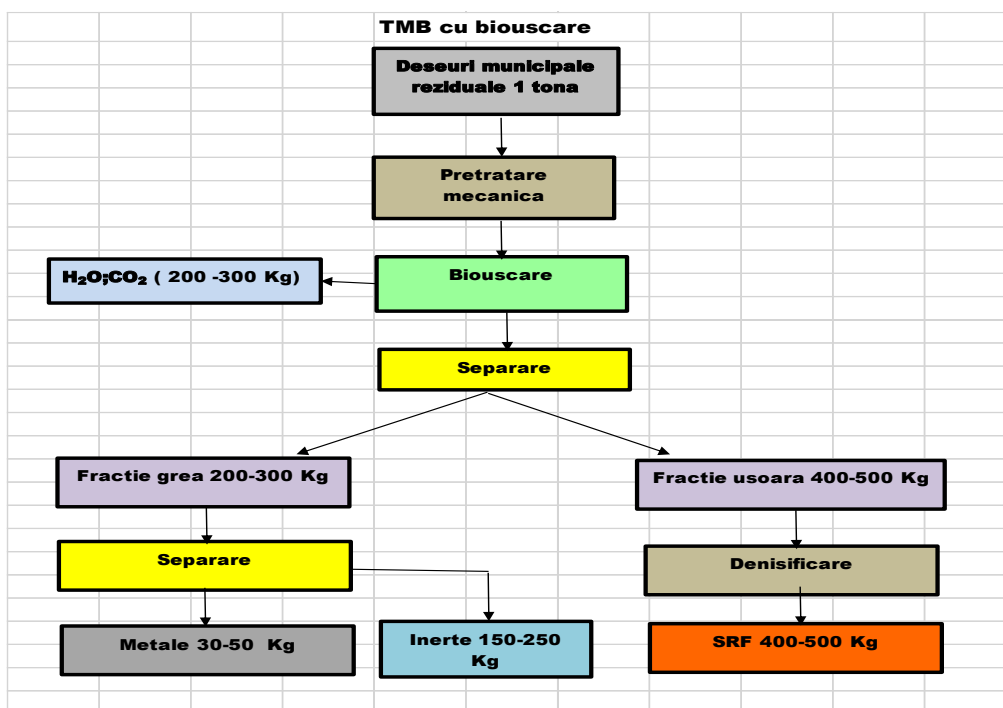 TMB cu biouscare
Deseuri municipale
reziduale 1 tona
Pretratare
mecanica
H₂O;CO₂ ( 200 -300 Kg)
Biouscare
Separare
Fractie grea 200-300 Kg
Fractie usoara 400-500 Kg
Separare
Denisificare
Metale 30-50 Kg
Inerte 150-250
Kg
SRF 400-500 Kg